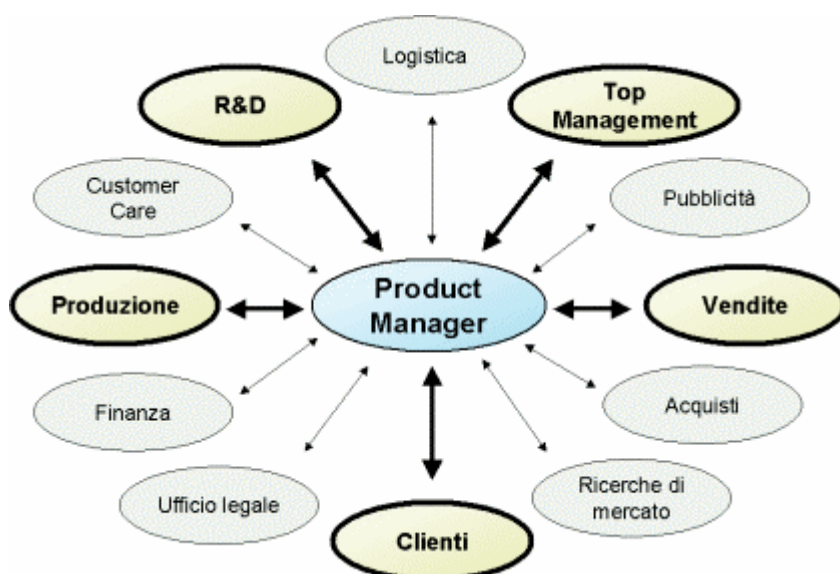 Logistica
R&D
Top
Management
Customer
Care
Pubblicità
Product
Manager
Produzione
Vendite
Finanza
Acquisti
Ufficio legale
Ricerche di
mercato
Clienti